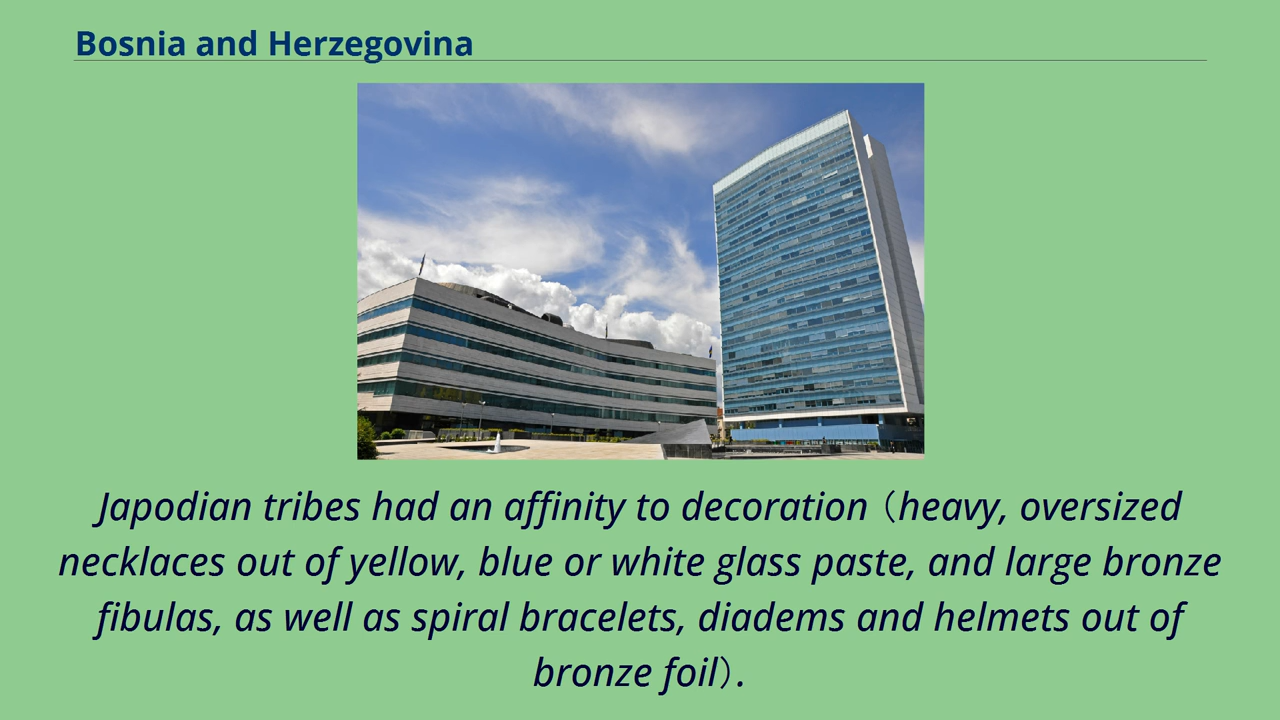 Bosnia and Herzegovina
Japodian tribes had an affinity to decoration（heavy, oversized
necklaces out of yellow, blue or white glass paste, and large bronze
fibulas, as well as spiral bracelets, diadems and helmets out of
bronze foil）.